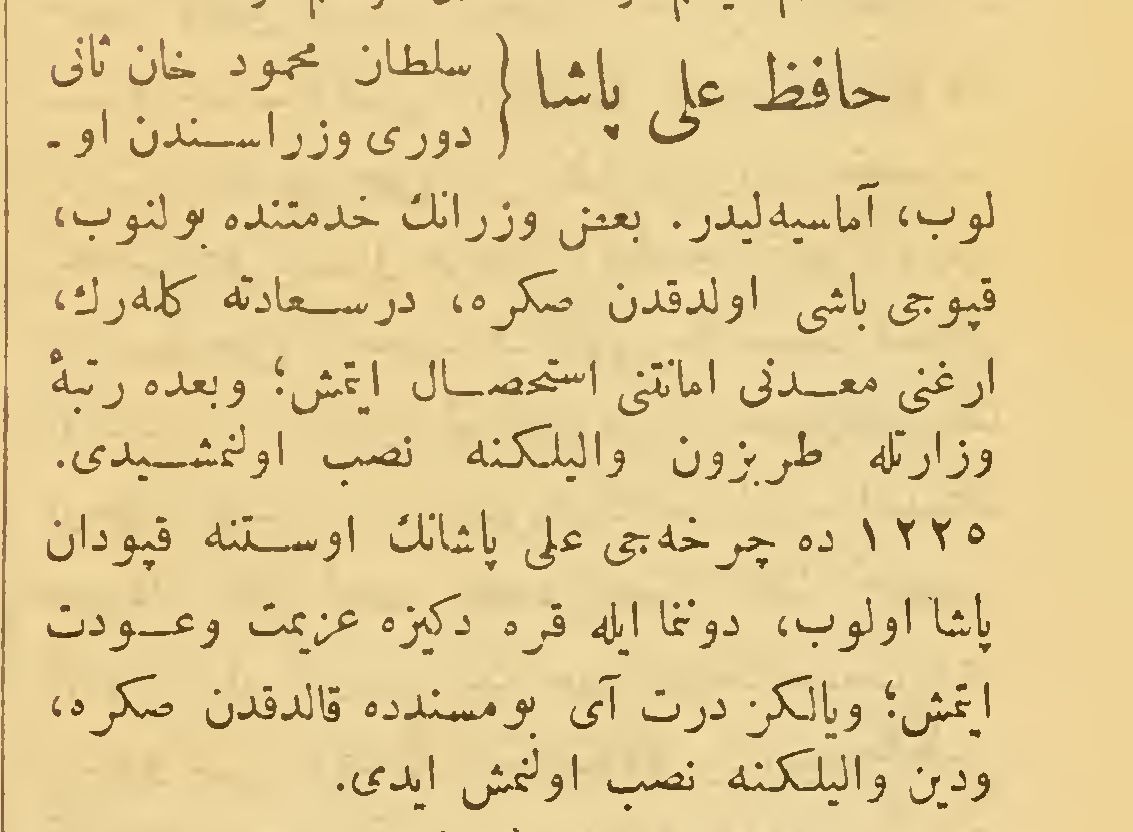 حافظ علی پاشا { سلطان محمود خان ثانی
دوری وزراسندن او-
لوب، آماسیه‌لیدر. بعض وزرانك خدمتنده بولنوب،
قپوجی باشی اولدقدن صکره، درسعادته کله‌رك،
ارغنی معدنی امانتنی استحصال ایتمش؛ وبعده رتبۀ
وزارتله طربزون والیلکنه نصب اولنمشیدی.
۱۲۲۵ ده چرخه‌جی علی پاشانك اوستنه قپودان
پاشا اولوب، دوننما ایله قره دکیزه عزیمت وعودت
ایتمش؛ ویالکز درت آی بومسندده قالدقدن صکره،
ودین والیلکنه نصب اولنمش ایدی.